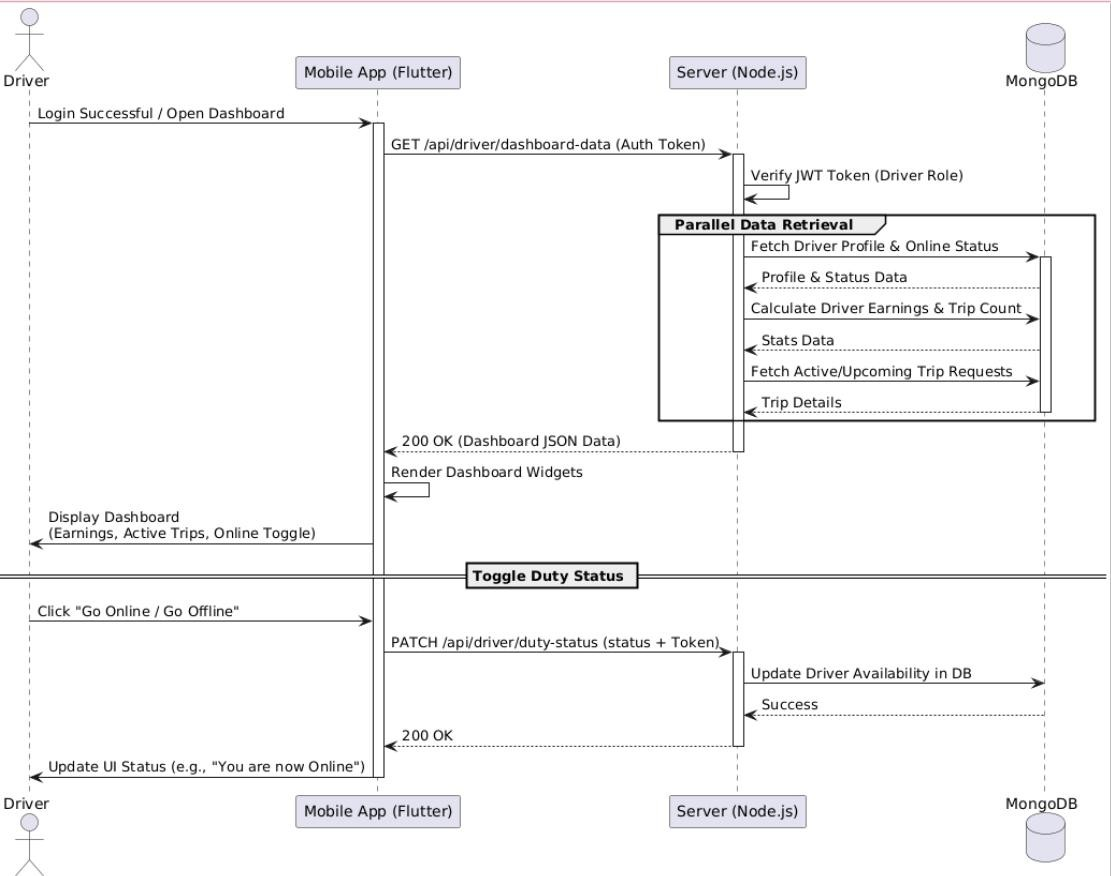 Driver
Mobile App (Flutter)
Server (Node.js)
MongoDB
Login Successful / Open Dashboard
GET /api/driver/dashboard-data (Auth Token)
Verify JWT Token (Driver Role)
Parallel Data Retrieval
Fetch Driver Profile & Online Status
Profile & Status Data
Calculate Driver Earnings & Trip Count
Stats Data
Fetch Active/Upcoming Trip Requests
Trip Details
200 OK (Dashboard JSON Data)
Render Dashboard Widgets
Display Dashboard
(Earnings, Active Trips, Online Toggle)
Toggle Duty Status
Click "Go Online / Go Offline"
PATCH /api/driver/duty-status (status + Token)
Update Driver Availability in DB
Success
200 OK
Update UI Status (e.g., "You are now Online")
Driver
Mobile App (Flutter)
Server (Node.js)
MongoDB